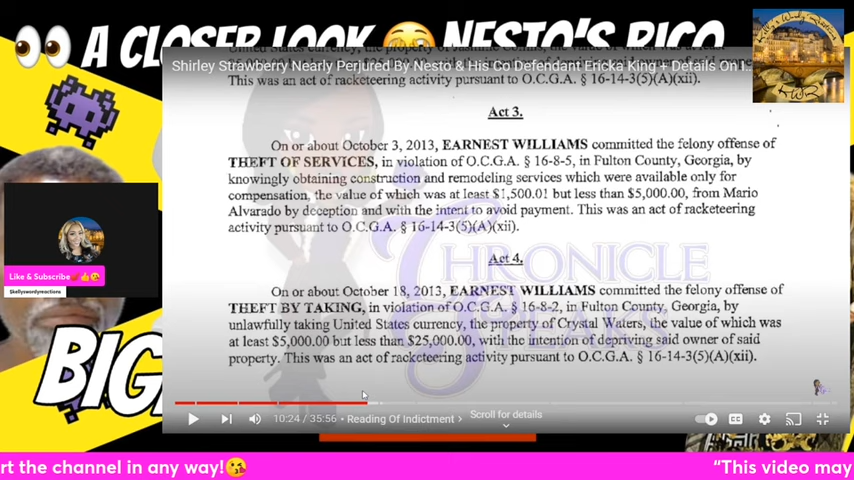 A CLOSER LOOK NESTO'S RICO
Shirley Strawberry Nearly Perjured By Nesto & His Co Defendant Ericka King + Details On I...
This was an act of racketeering activity pursuant to O.C.G.A. § 16-14-3(5)(A)(xii).
Act 3.
On or about October 3, 2013, EARNEST WILLIAMS committed the felony offense of
THEFT OF SERVICES, in violation of O.C.G.A. § 16-8-5, in Fulton County, Georgia, by
knowingly obtaining construction and remodeling services which were available only for
compensation, the value of which was at least $1,500.01 but less than $5,000.00, from Mario
Alvarado by deception and with the intent to avoid payment. This was an act of racketeering
activity pursuant to O.C.G.A. § 16-14-3(5)(A)(xii).
Act 4.
On or about October 18, 2013, EARNEST WILLIAMS committed the felony offense of
THEFT BY TAKING, in violation of O.C.G.A. § 16-8-2, in Fulton County, Georgia, by
unlawfully taking United States currency, the property of Crystal Waters, the value of which was
at least $5,000.00 but less than $25,000.00, with the intention of depriving said owner of said
property. This was an act of racketeering activity pursuant to O.C.G.A. § 16-14-3(5)(A)(xii).
CHRONICLE
SPEAKS
Like & Subscribe
BIG
10:24 / 35:56 • Reading Of Indictment >
Scroll for details
CC
rt the channel in any way!😘
"This video may